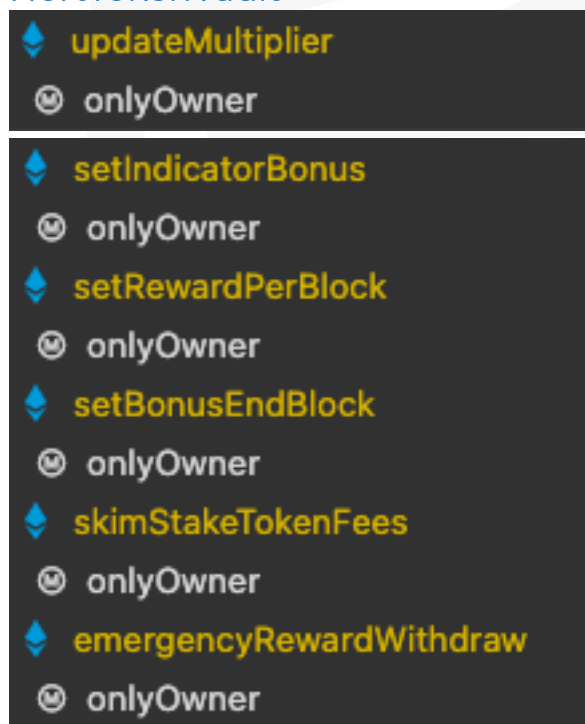 updateMultiplier
onlyOwner
setIndicatorBonus
onlyOwner
setRewardPerBlock
onlyOwner
setBonusEndBlock
onlyOwner
skimStakeTokenFees
onlyOwner
emergencyRewardWithdraw
onlyOwner